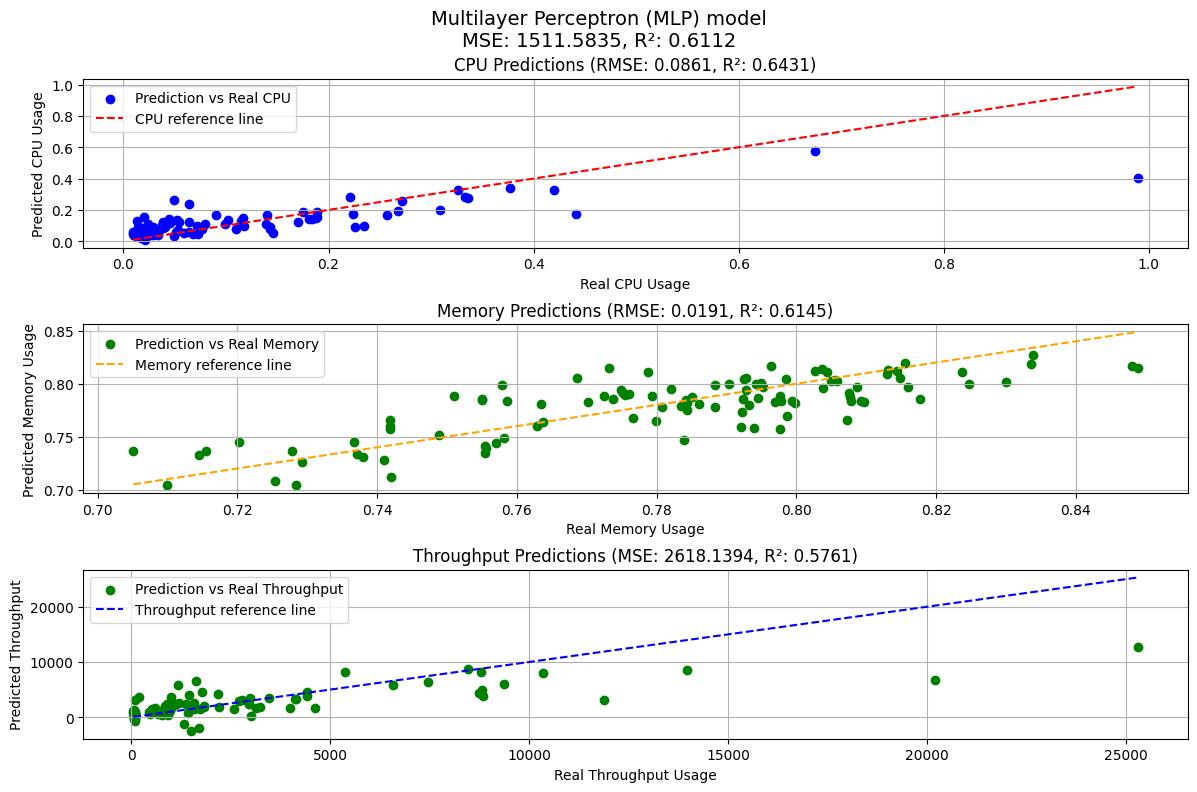 Multilayer Perceptron (MLP) model
MSE: 1511.5835, R²: 0.6112
CPU Predictions (RMSE: 0.0861, R²: 0.6431)
Predicted CPU Usage
1.0
0.8
0.6
0.4
0.2
0.0
Prediction vs Real CPU
CPU reference line
0.0 0.2 0.4 0.6 0.8 1.0
Real CPU Usage
Memory Predictions (RMSE: 0.0191, R²: 0.6145)
Predicted Memory Usage
0.85
0.80
0.75
0.70
Prediction vs Real Memory
Memory reference line
0.70 0.72 0.74 0.76 0.78 0.80 0.82 0.84
Real Memory Usage
Throughput Predictions (MSE: 2618.1394, R²: 0.5761)
Predicted Throughput
20000
10000
0
Prediction vs Real Throughput
Throughput reference line
0 5000 10000 15000 20000 25000
Real Throughput Usage